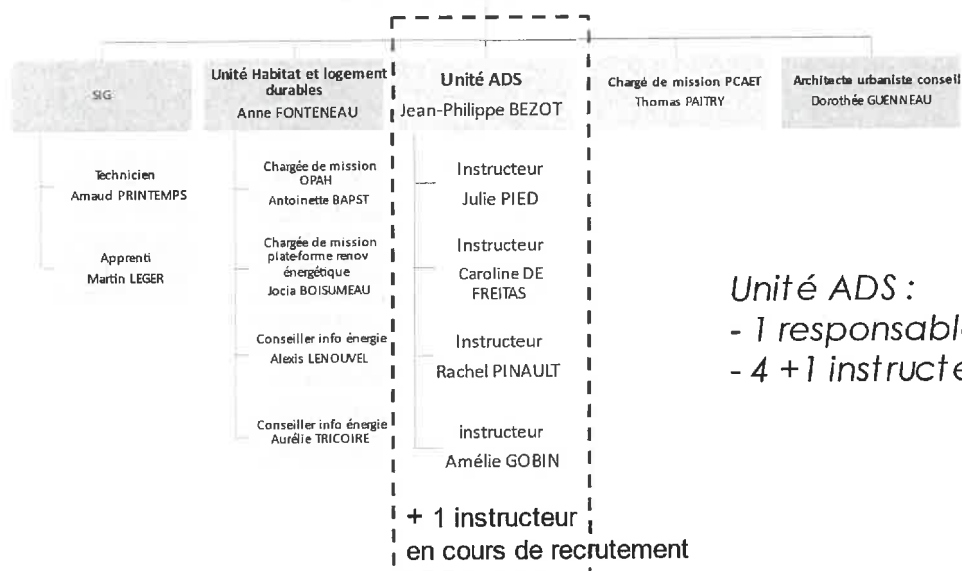 SIG
Technicien
Arnaud PRINTEMPS
Apprenti
Martin LEGER
Unité Habitat et logement
durables
Anne FONTENEAU
Chargée de mission
OPAH
Antoinette BAPST
Chargée de mission
plate-forme renov
énergétique
Jocia BOISUMEAU
Conseiller info énergie
Alexis LENOUVEL
Conseiller info énergie
Aurélie TRICOIRE
Unité ADS
Jean-Philippe BEZOT
Instructeur
Julie PIED
Instructeur
Caroline DE
FREITAS
Instructeur
Rachel PINAULT
instructeur
Amélie GOBIN
+ 1 instructeur
en cours de recrutement
Chargé de mission PCAET
Thomas PAITRY
Architecte urbaniste conseil
Dorothée GUENNEAU
Unité ADS :
- 1 responsable
- 4 +1 instructe